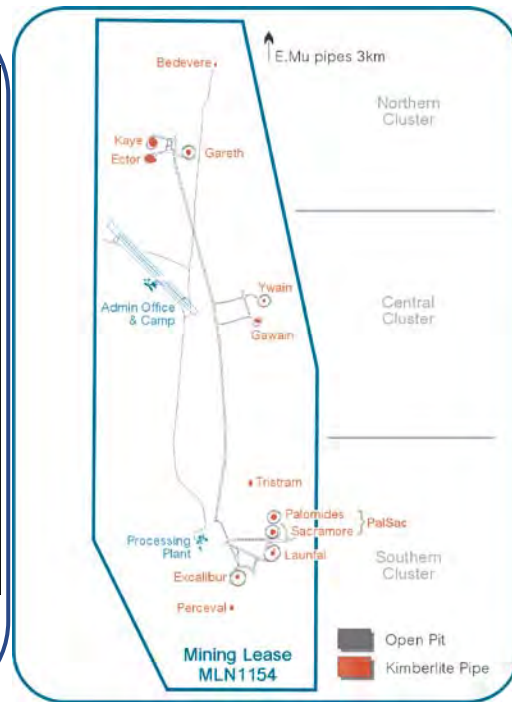 E.Mu pipes 3km
Bedevere
Northern
Cluster
Kaye
Ector
Gareth
Ywain
Central
Cluster
Admin Office
& Camp
Gawain
Tristram
Palomides
PalSac
Sacramore
Processing
Plant
Launfal
Southern
Cluster
Excalibur
Perceval
Open Pit
Mining Lease
MLN1154
Kimberlite Pipe